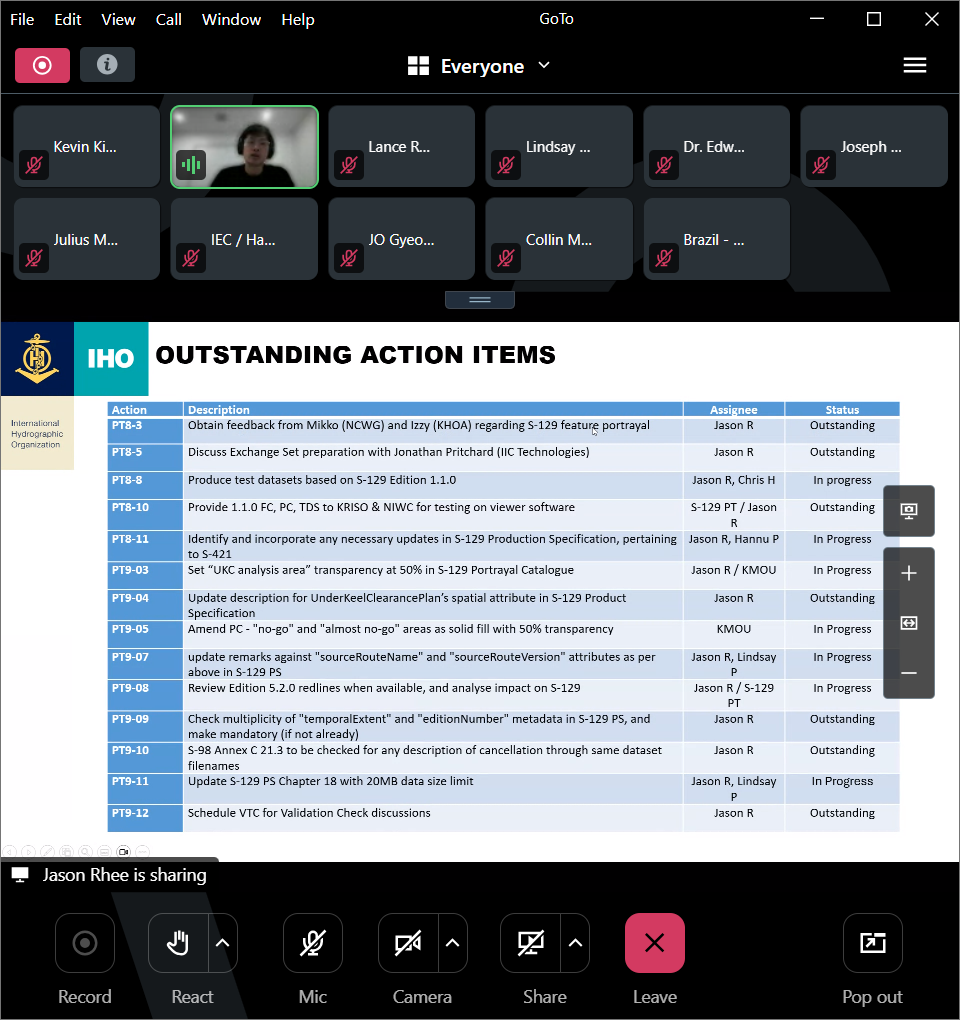 File Edit View Call Window Help GoTo
Everyone
Kevin Ki...
Lance R...
Lindsay ...
Dr. Edw...
Joseph ...
Julius M...
IEC / Ha...
JO Gyeo...
Collin M...
Brazil - ...
IHO
OUTSTANDING ACTION ITEMS
International
Hydrographic
Organization
Action Description Assignee Status
PT8-3 Obtain feedback from Mikko (NCWG) and Izzy (KHOA) regarding S-129 feature portrayal Jason R Outstanding
PT8-5 Discuss Exchange Set preparation with Jonathan Pritchard (IIC Technologies) Jason R Outstanding
PT8-8 Produce test datasets based on S-129 Edition 1.1.0 Jason R, Chris H In progress
PT8-10 Provide 1.1.0 FC, PC, TDS to KRISO & NIWC for testing on viewer software S-129 PT / Jason Outstanding
R
PT8-11 Identify and incorporate any necessary updates in S-129 Production Specification, pertaining Jason R, Hannu P In Progress
to S-421
PT9-03 Set “UKC analysis area” transparency at 50% in S-129 Portrayal Catalogue Jason R / KMOU In Progress
PT9-04 Update description for UnderKeelClearancePlan’s spatial attribute in S-129 Product Jason R Outstanding
Specification
PT9-05 Amend PC - "no-go" and "almost no-go" areas as solid fill with 50% transparency KMOU In Progress
PT9-07 update remarks against "sourceRouteName" and "sourceRouteVersion" attributes as per Jason R, Lindsay In Progress
above in S-129 PS P
PT9-08 Review Edition 5.2.0 redlines when available, and analyse impact on S-129 Jason R / S-129 In Progress
PT
PT9-09 Check multiplicity of "temporalExtent" and "editionNumber" metadata in S-129 PS, and Jason R Outstanding
make mandatory (if not already)
PT9-10 S-98 Annex C 21.3 to be checked for any description of cancellation through same dataset Jason R Outstanding
filenames
PT9-11 Update S-129 PS Chapter 18 with 20MB data size limit Jason R, Lindsay In Progress
P
PT9-12 Schedule VTC for Validation Check discussions Jason R Outstanding
Jason Rhee is sharing
Record React Mic Camera Share Leave Pop out